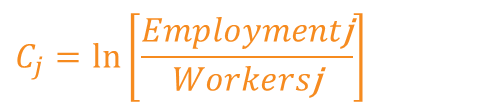 C_j = ln [ Employmentj / Workersj ]